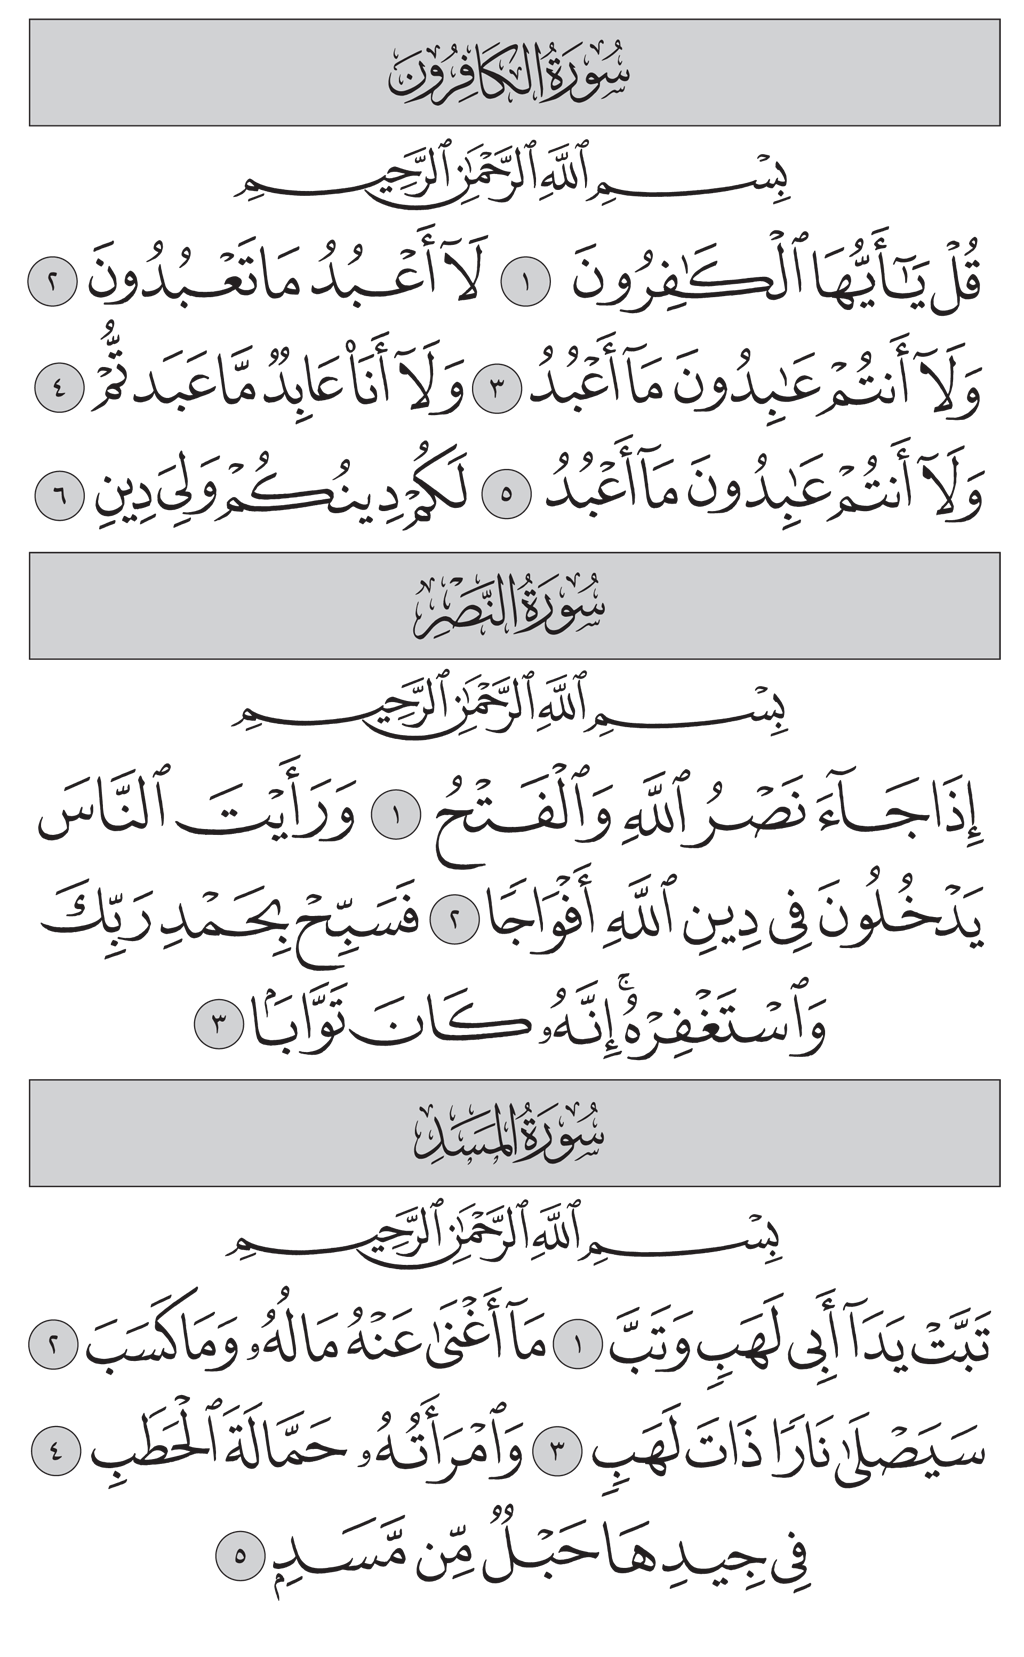 سُورَةُ الكَافِرُونَ
بِسْمِ ٱللَّهِ ٱلرَّحْمَٰنِ ٱلرَّحِيمِ
قُلْ يَٰٓأَيُّهَا ٱلْكَٰفِرُونَ ١ لَآ أَعْبُدُ مَا تَعْبُدُونَ ٢
وَلَآ أَنتُمْ عَٰبِدُونَ مَآ أَعْبُدُ ٣ وَلَآ أَنَا۠ عَابِدٌ مَّا عَبَدتُّمْ ٤
وَلَآ أَنتُمْ عَٰبِدُونَ مَآ أَعْبُدُ ٥ لَكُمْ دِينُكُمْ وَلِىَ دِينِ ٦
سُورَةُ النَّصْرِ
بِسْمِ ٱللَّهِ ٱلرَّحْمَٰنِ ٱلرَّحِيمِ
إِذَا جَآءَ نَصْرُ ٱللَّهِ وَٱلْفَتْحُ ١ وَرَأَيْتَ ٱلنَّاسَ
يَدْخُلُونَ فِى دِينِ ٱللَّهِ أَفْوَاجًا ٢ فَسَبِّحْ بِحَمْدِ رَبِّكَ
وَٱسْتَغْفِرْهُ ۚ إِنَّهُۥ كَانَ تَوَّابًۢا ٣
سُورَةُ المَسَدِ
بِسْمِ ٱللَّهِ ٱلرَّحْمَٰنِ ٱلرَّحِيمِ
تَبَّتْ يَدَآ أَبِى لَهَبٍ وَتَبَّ ١ مَآ أَغْنَىٰ عَنْهُ مَالُهُۥ وَمَا كَسَبَ ٢
سَيَصْلَىٰ نَارًا ذَاتَ لَهَبٍ ٣ وَٱمْرَأَتُهُۥ حَمَّالَةَ ٱلْحَطَبِ ٤
فِى جِيدِهَا حَبْلٌ مِّن مَّسَدٍۭ ٥